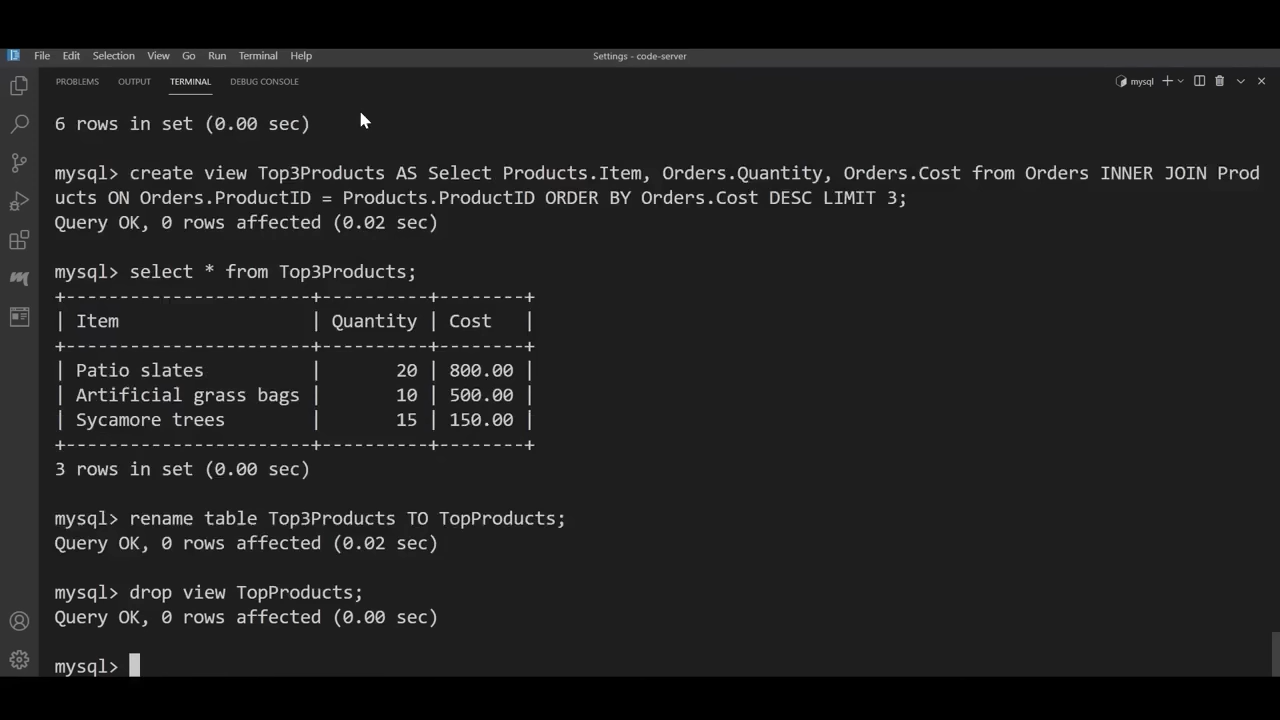 File Edit Selection View Go Run Terminal Help
Settings - code-server
PROBLEMS OUTPUT TERMINAL DEBUG CONSOLE
mysql
6 rows in set (0.00 sec)
mysql> create view Top3Products AS Select Products.Item, Orders.Quantity, Orders.Cost from Orders INNER JOIN Prod
ucts ON Orders.ProductID = Products.ProductID ORDER BY Orders.Cost DESC LIMIT 3;
Query OK, 0 rows affected (0.02 sec)
mysql> select * from Top3Products;
+-----------------------+----------+--------+
| Item                  | Quantity | Cost   |
+-----------------------+----------+--------+
| Patio slates          |       20 | 800.00 |
| Artificial grass bags |       10 | 500.00 |
| Sycamore trees        |       15 | 150.00 |
+-----------------------+----------+--------+
3 rows in set (0.00 sec)
mysql> rename table Top3Products TO TopProducts;
Query OK, 0 rows affected (0.02 sec)
mysql> drop view TopProducts;
Query OK, 0 rows affected (0.00 sec)
mysql>